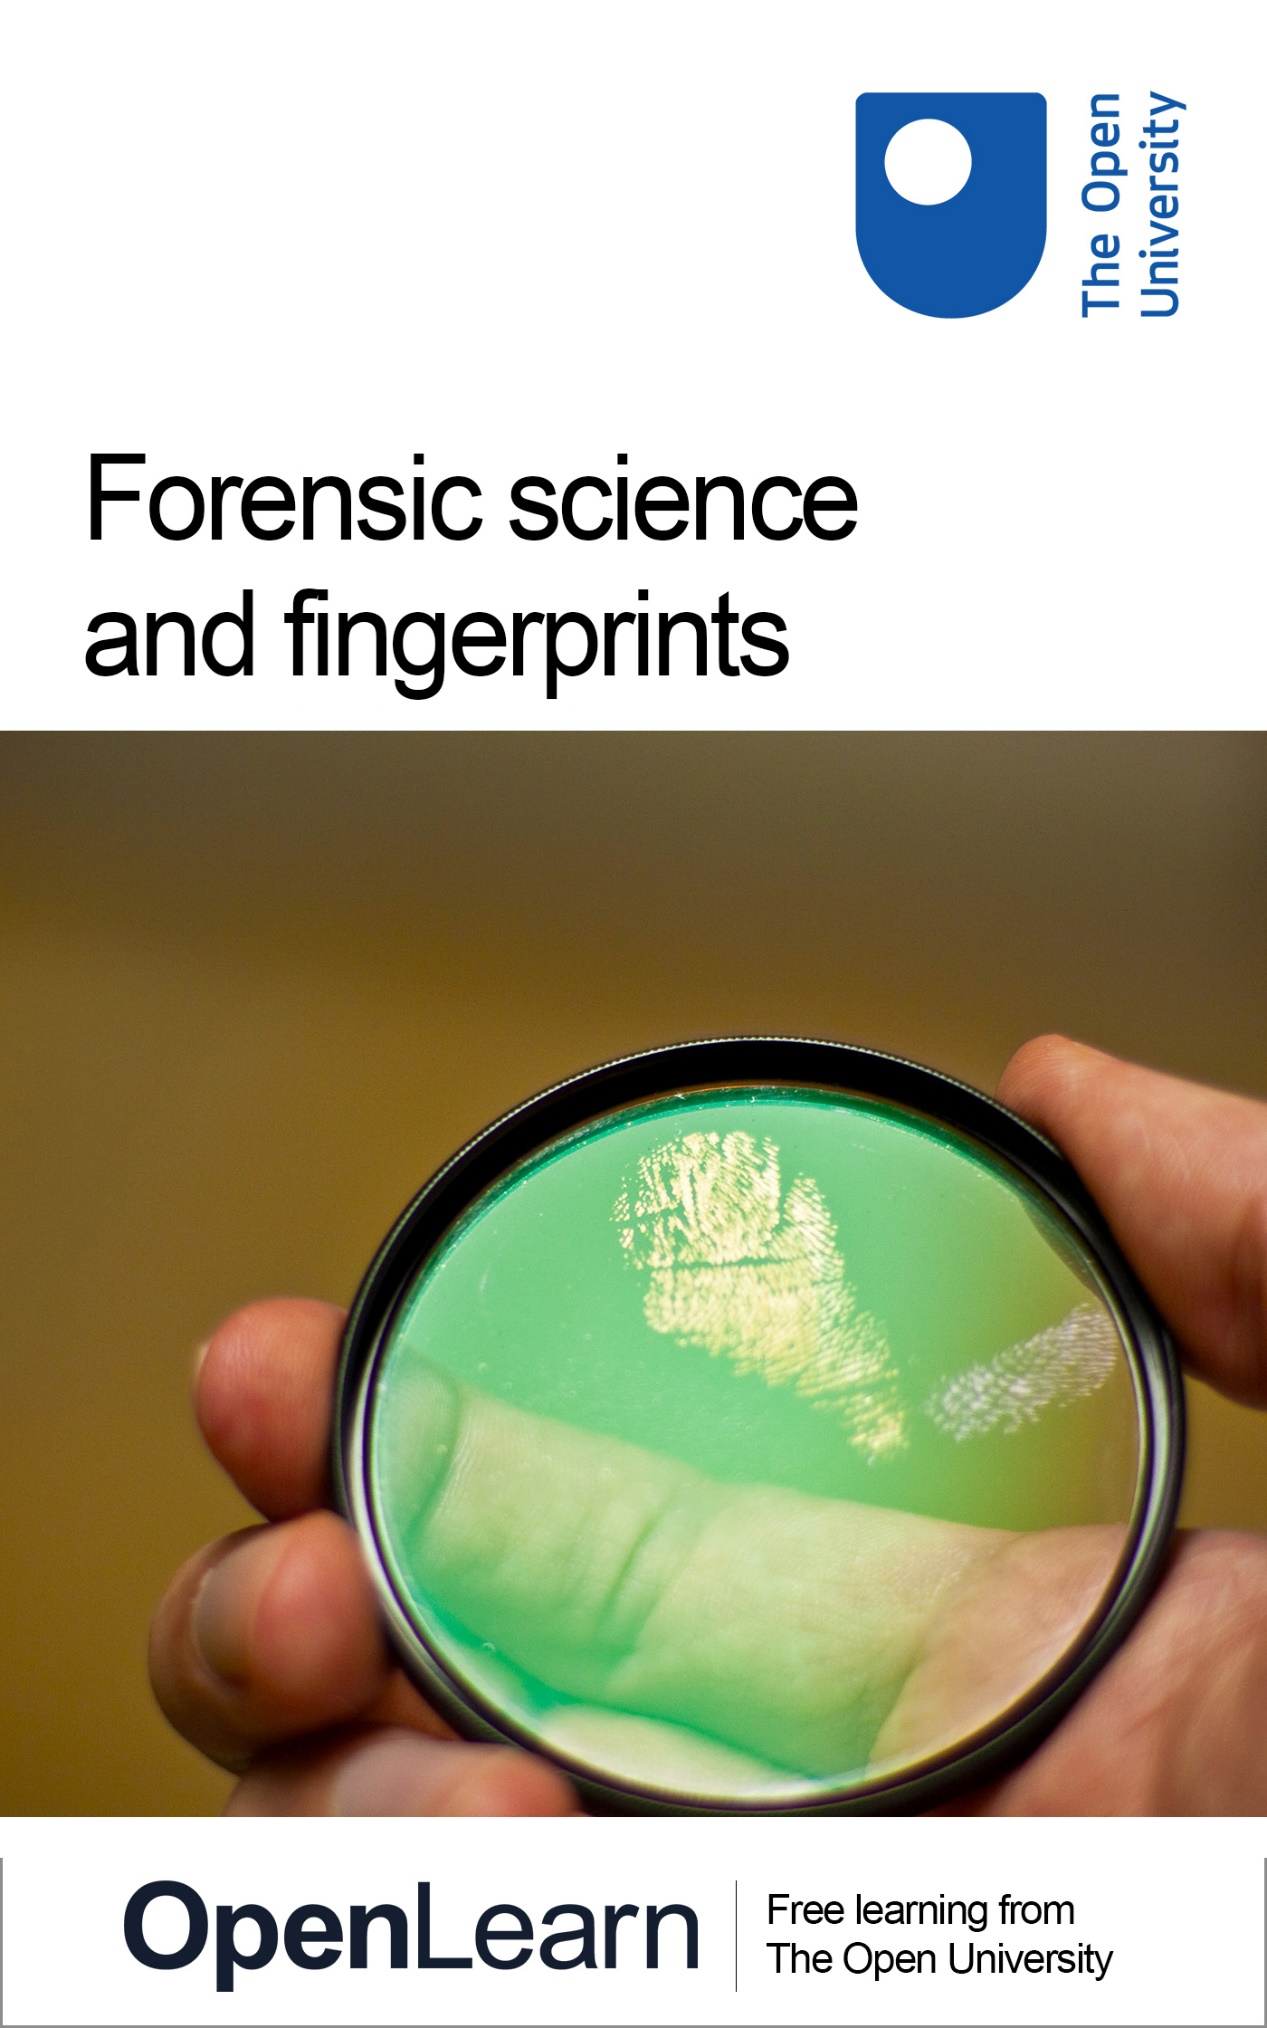 The Open
University
Forensic science
and fingerprints
OpenLearn
Free learning from
The Open University